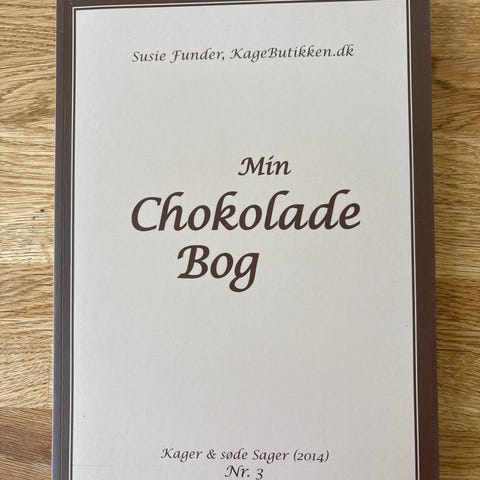 Susie Funder, KageButikken.dk
Min
Chokolade
Bog
Kager & søde Sager (2014)
Nr. 3